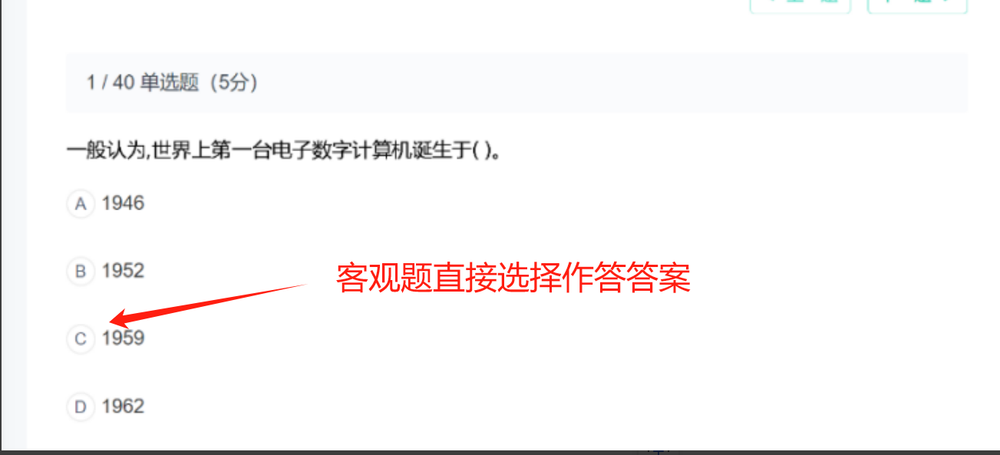 1 / 40 单选题（5分）
一般认为,世界上第一台电子数字计算机诞生于( )。
A 1946
B 1952
客观题直接选择作答答案
C 1959
D 1962